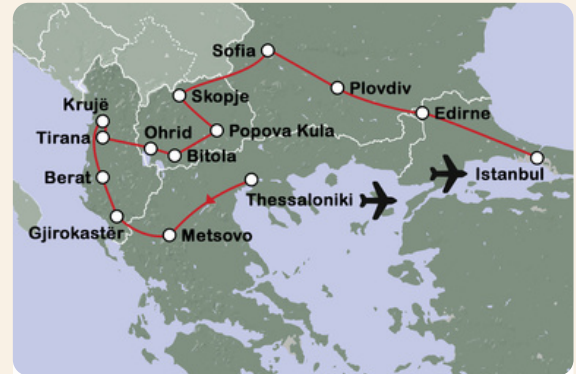 Sofia
Plovdiv
Skopje
Krujë
Edirne
Ohrid
Popova Kula
Tirana
Bitola
Istanbul
Berat
Thessaloniki
Gjirokastër
Metsovo